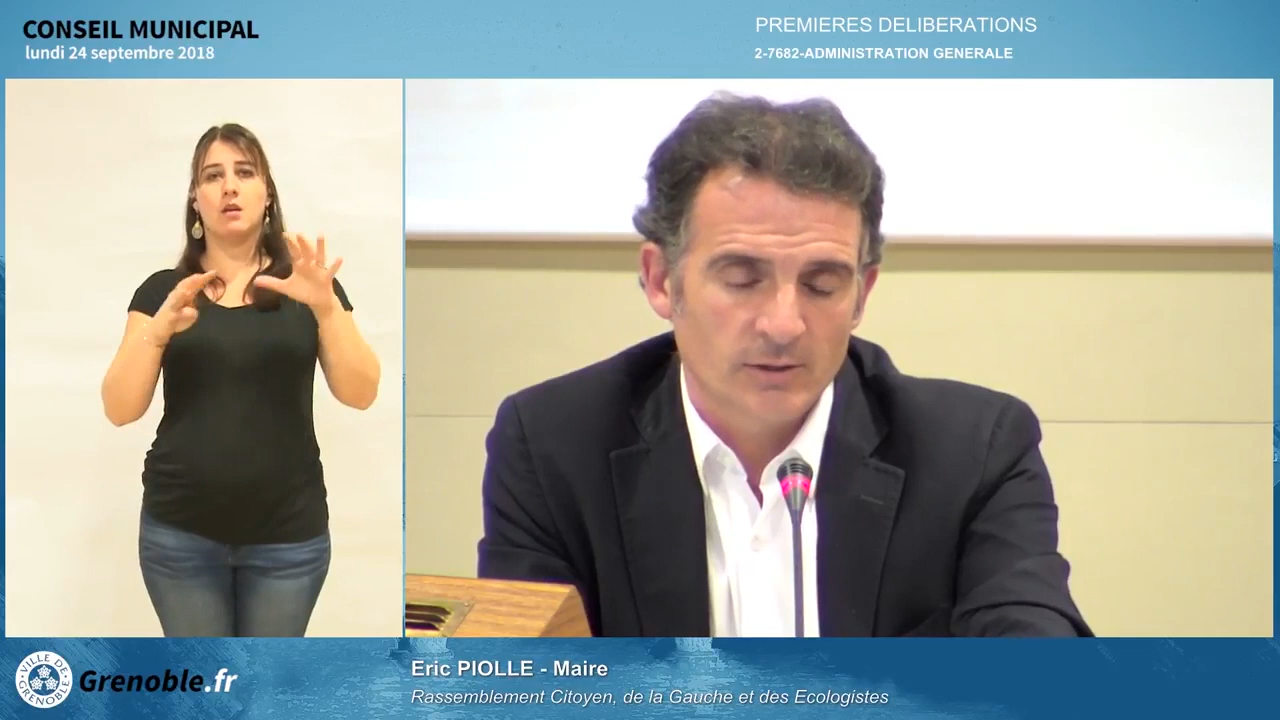 CONSEIL MUNICIPAL
lundi 24 septembre 2018
PREMIERES DELIBERATIONS
2-7682-ADMINISTRATION GENERALE
VILLE DE GRENOBLE
Grenoble.fr
Eric PIOLLE - Maire
Rassemblement Citoyen, de la Gauche et des Ecologistes